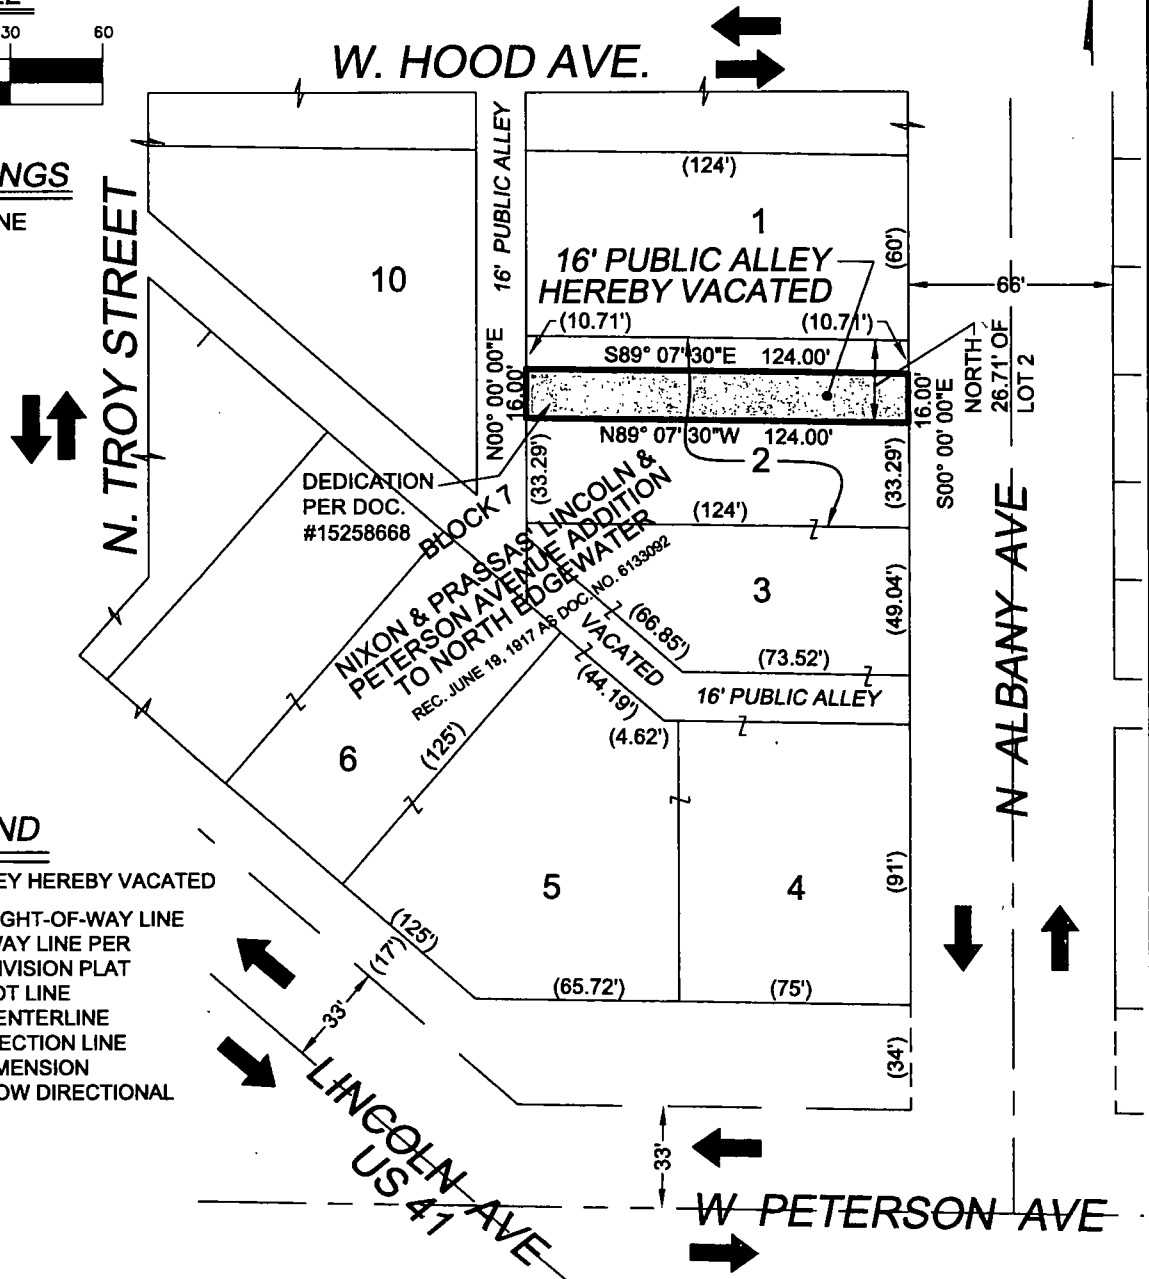 30 60
W. HOOD AVE.
NGS
NE
N. TROY STREET
16' PUBLIC ALLEY
(124')
1
(60')
10
16' PUBLIC ALLEY
HEREBY VACATED
66'
(10.71')
(10.71')
S89° 07' 30"E 124.00'
N00° 00' 00"E
16.00'
16.00'
S00° 00' 00"E
NORTH
26.71' OF
LOT 2
N89° 07' 30"W 124.00'
2
(33.29')
(33.29')
DEDICATION
PER DOC.
#15258668
(124')
BLOCK 7
NIXON & PRASSAS' LINCOLN &
PETERSON AVENUE ADDITION
TO NORTH EDGEWATER
REC. JUNE 19, 1917 AS DOC. NO. 6133092
3
(49.04')
(66.85')
(73.52')
VACATED
16' PUBLIC ALLEY
(44.19')
(4.62')
N ALBANY AVE
6
(125')
5
4
(91')
ND
EY HEREBY VACATED
GHT-OF-WAY LINE
WAY LINE PER
IVISION PLAT
OT LINE
ENTERLINE
ECTION LINE
MENSION
OW DIRECTIONAL
(125')
(17')
33'
(65.72')
(75')
(34')
LINCOLN AVE
US 41
33'
W PETERSON AVE